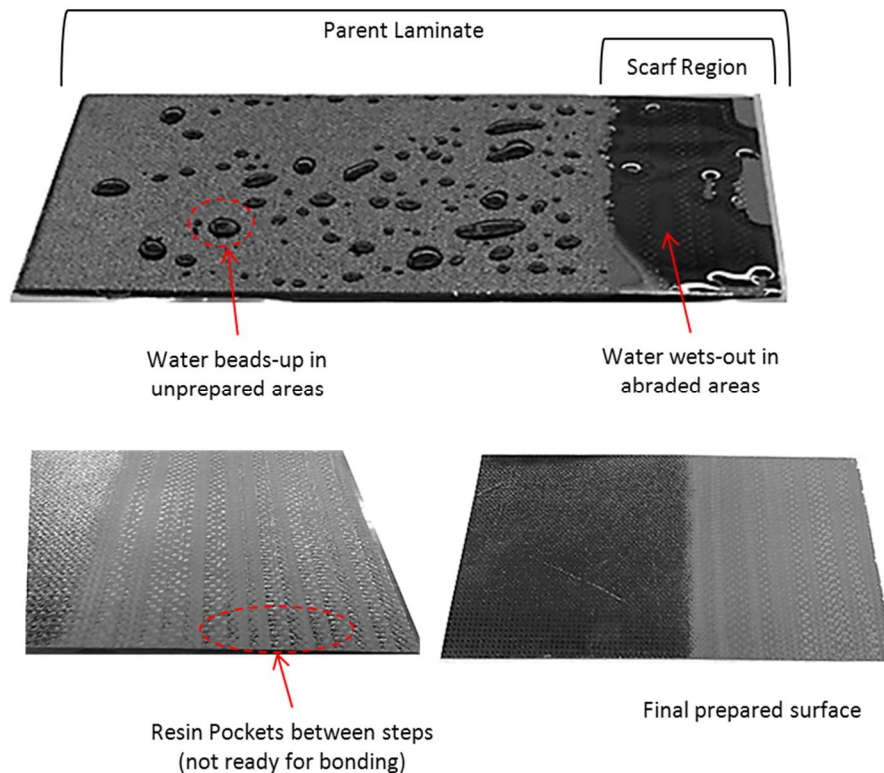 Parent Laminate
Scarf Region
Water beads-up in
unprepared areas
Water wets-out in
abraded areas
Resin Pockets between steps
(not ready for bonding)
Final prepared surface